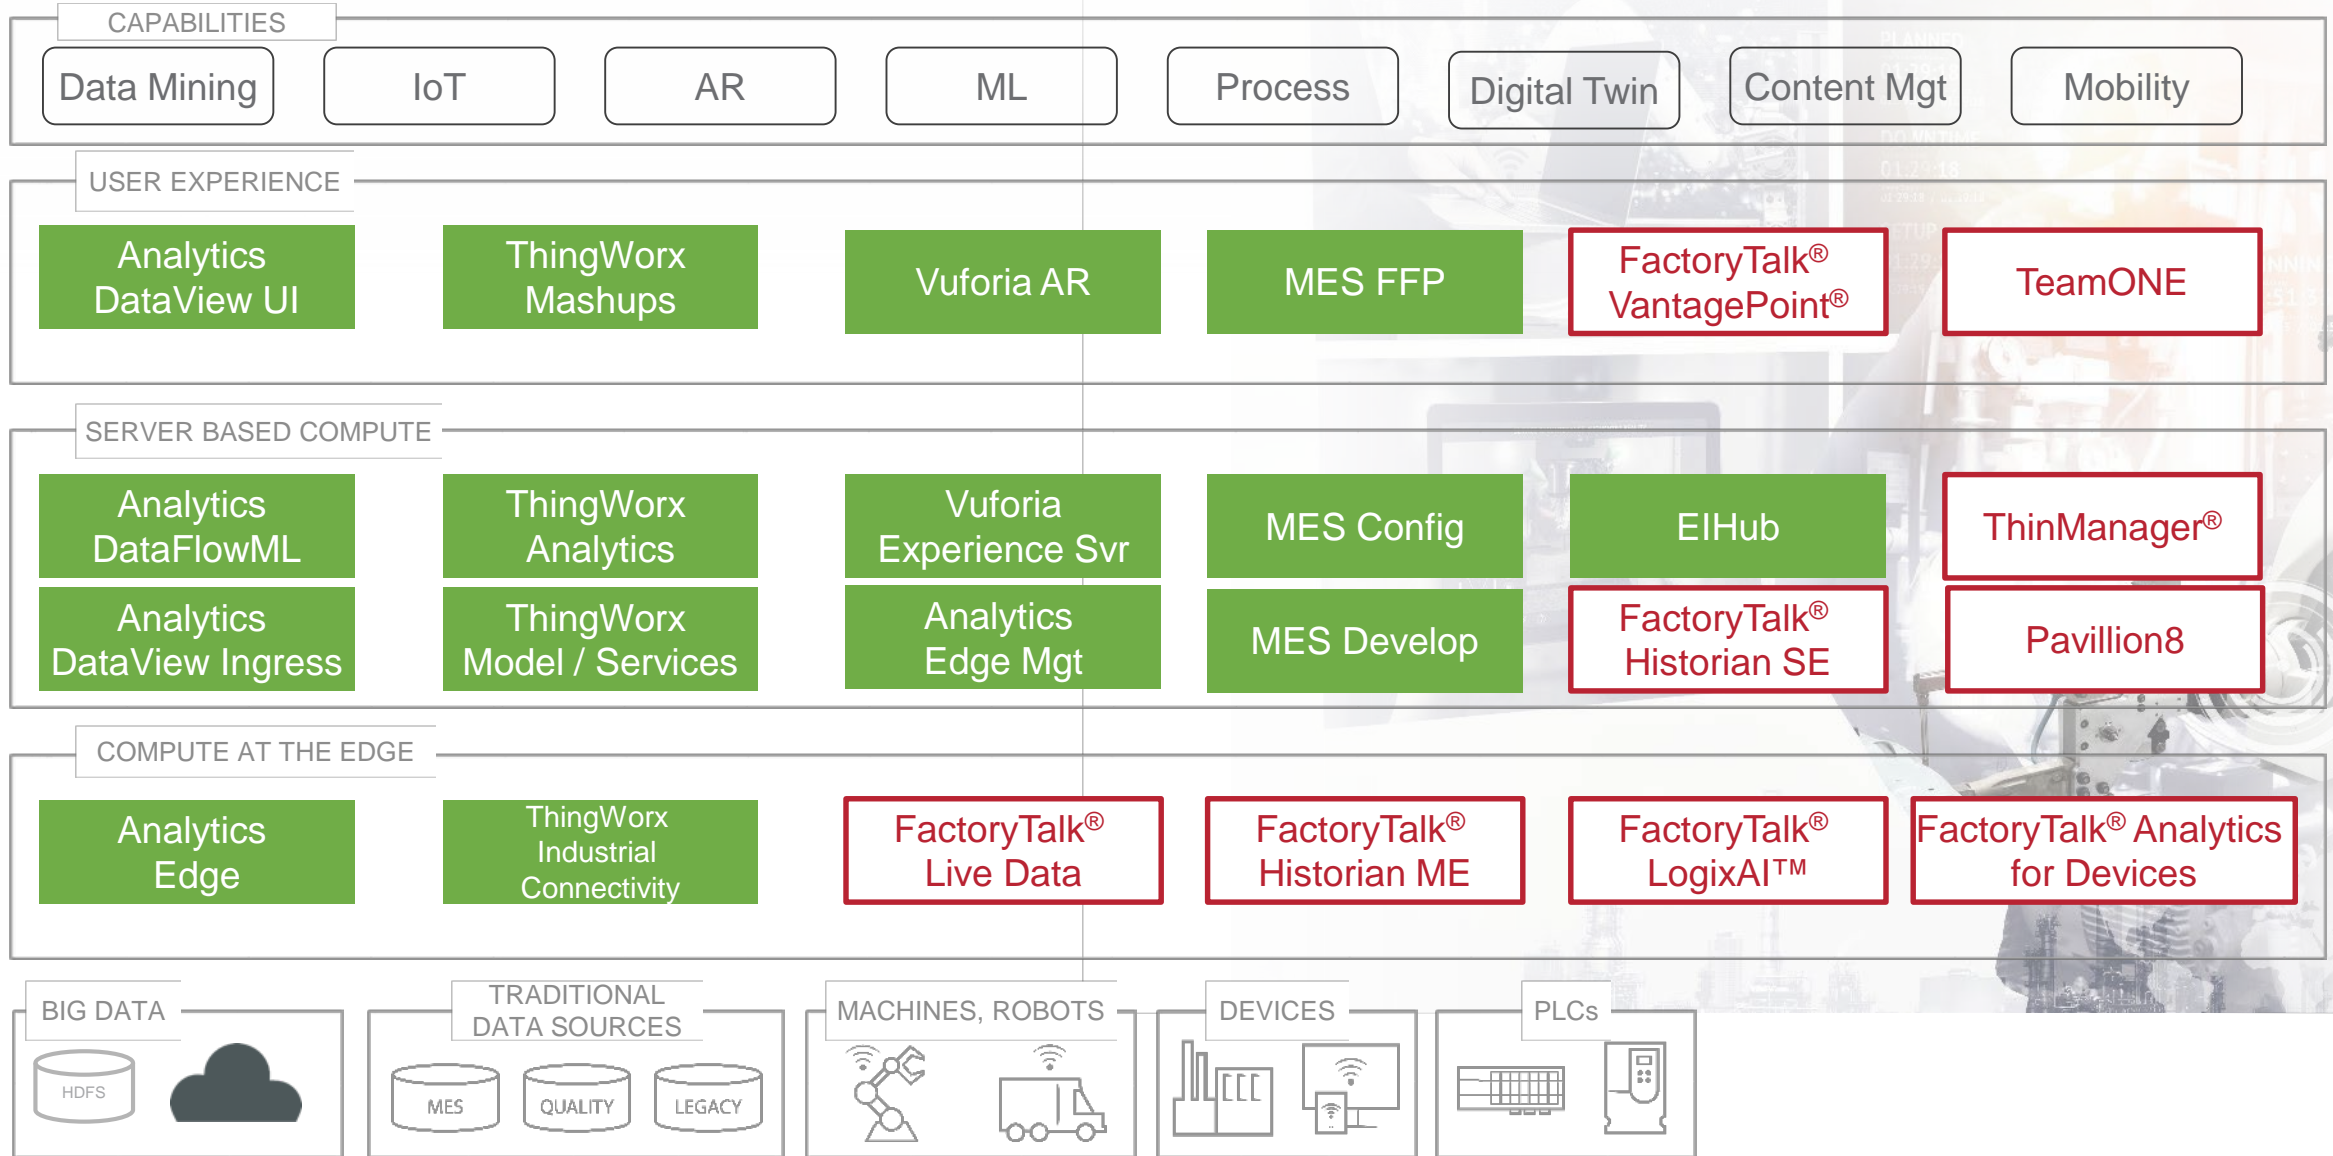 CAPABILITIES
Data Mining
IoT
AR
ML
Process
Digital Twin
Content Mgt
Mobility
USER EXPERIENCE
Analytics
DataView UI
ThingWorx
Mashups
Vuforia AR
MES FFP
FactoryTalk®
VantagePoint®
TeamONE
SERVER BASED COMPUTE
Analytics
DataFlowML
ThingWorx
Analytics
Vuforia
Experience Svr
MES Config
EIHub
ThinManager®
Analytics
DataView Ingress
ThingWorx
Model / Services
Analytics
Edge Mgt
MES Develop
FactoryTalk®
Historian SE
Pavillion8
COMPUTE AT THE EDGE
Analytics
Edge
ThingWorx
Industrial
Connectivity
FactoryTalk®
Live Data
FactoryTalk®
Historian ME
FactoryTalk®
LogixAI™
FactoryTalk® Analytics
for Devices
BIG DATA
HDFS
TRADITIONAL
DATA SOURCES
MES
QUALITY
LEGACY
MACHINES, ROBOTS
DEVICES
PLCs